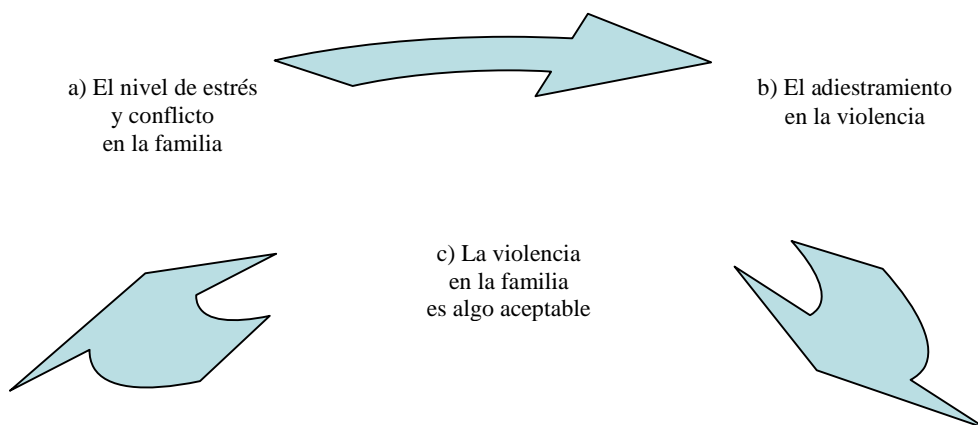 a) El nivel de estrés
y conflicto
en la familia
b) El adiestramiento
en la violencia
c) La violencia
en la familia
es algo aceptable